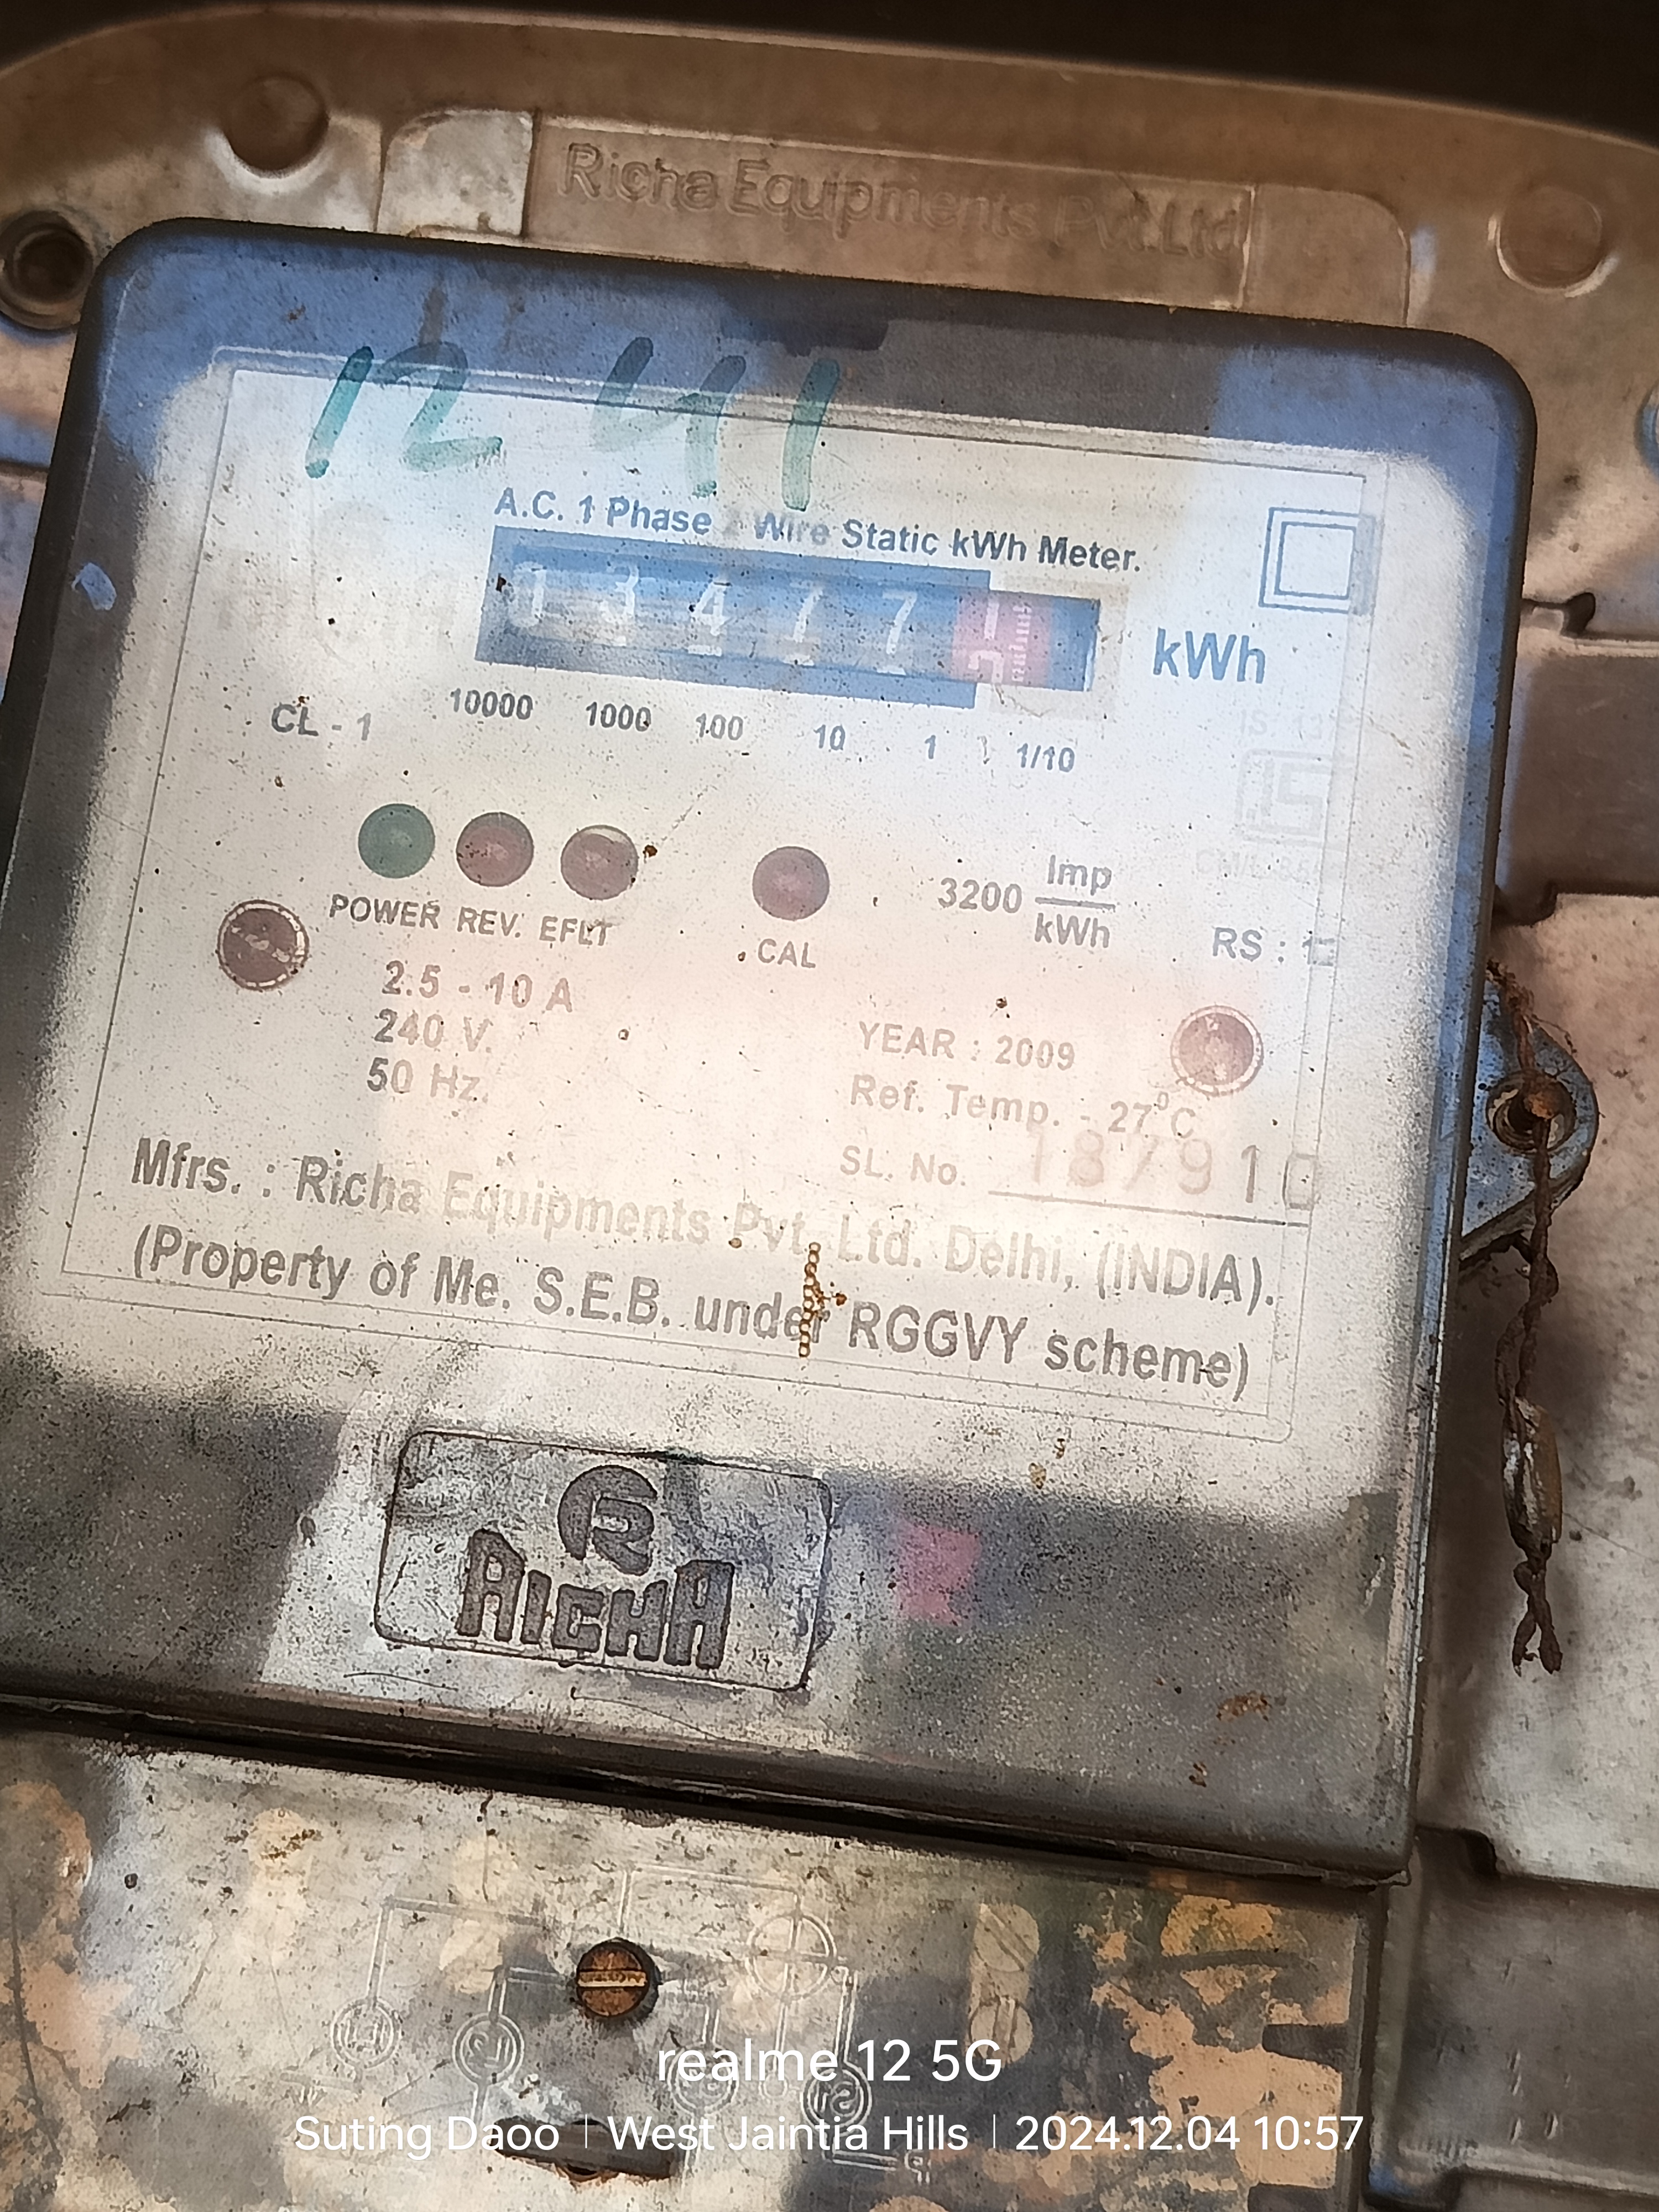 Richa Equipments Pvt.Ltd
12 41
A.C. 1 Phase Wire Static kWh Meter.
kWh
CL - 1
10000 1000 100 10 1 1/10
POWER REV. EFLT
CAL
3200 Imp
kWh
RS :
2.5 - 10 A
240 V.
50 Hz.
YEAR : 2009
Ref. Temp. - 27°C
SL. No.
Mfrs. : Richa Equipments Pvt. Ltd. Delhi, (INDIA).
(Property of Me. S.E.B. under RGGVY scheme)
RICHA
realme 12 5G
Suting Daoo | West Jaintia Hills | 2024.12.04 10:57